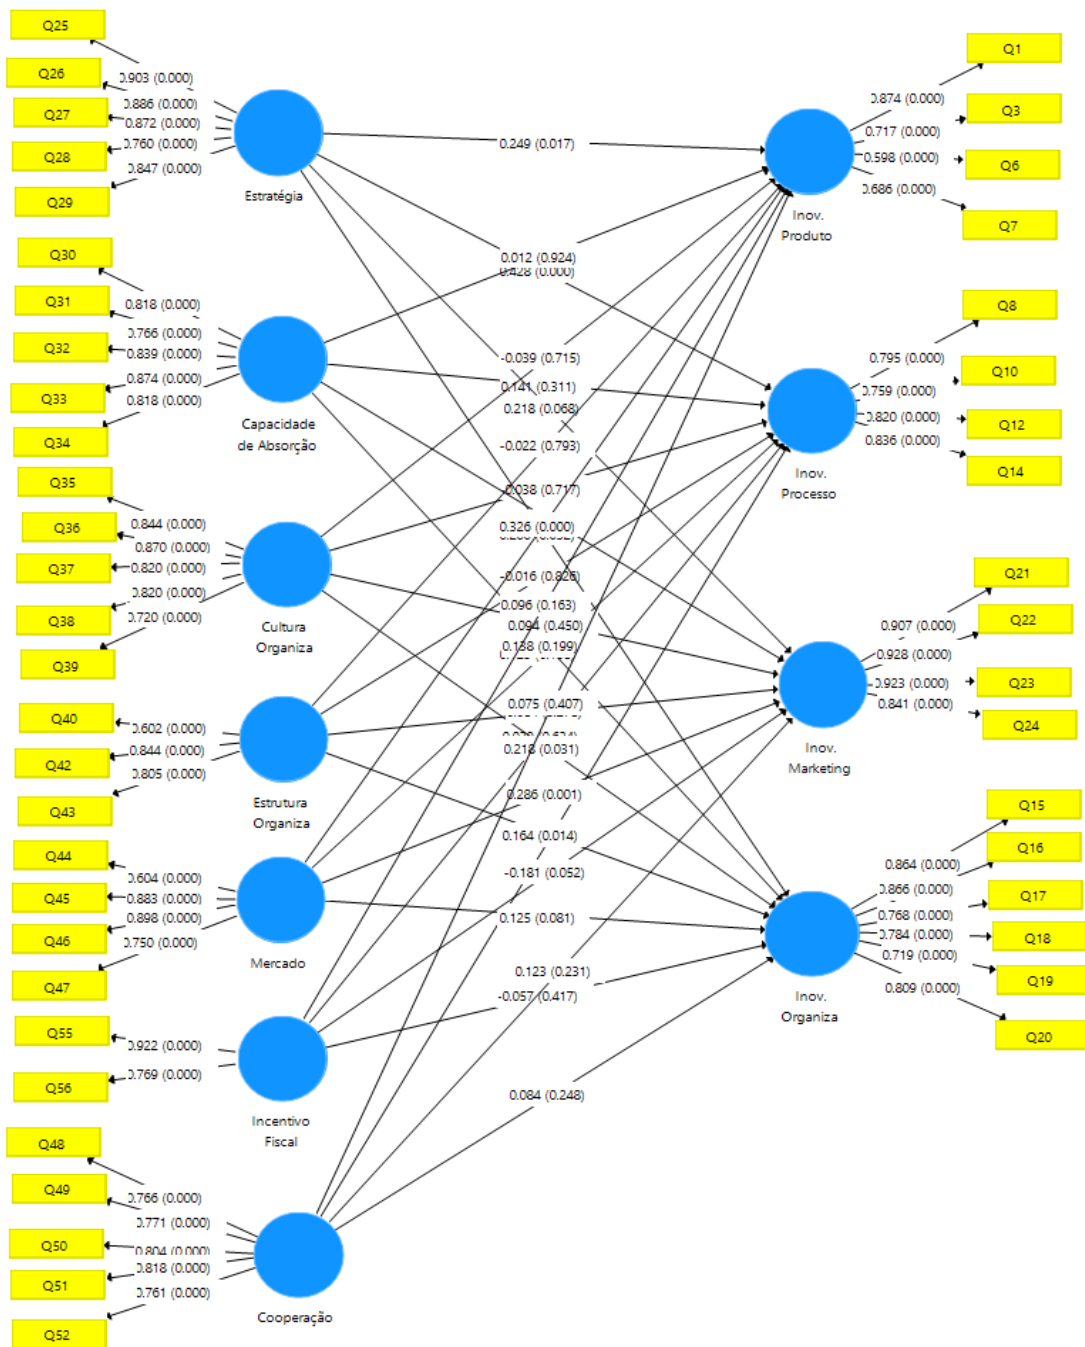 Q25
Q26
Q27
Q28
Q29
0.903 (0.000)
0.886 (0.000)
0.872 (0.000)
0.760 (0.000)
0.847 (0.000)
Estratégia
Q30
Q31
Q32
Q33
Q34
0.818 (0.000)
0.766 (0.000)
0.839 (0.000)
0.874 (0.000)
0.818 (0.000)
Capacidade
de Absorção
Q35
Q36
Q37
Q38
Q39
0.844 (0.000)
0.870 (0.000)
0.820 (0.000)
0.820 (0.000)
0.720 (0.000)
Cultura
Organiza
Q40
Q42
Q43
0.602 (0.000)
0.844 (0.000)
0.805 (0.000)
Estrutura
Organiza
Q44
Q45
Q46
Q47
0.604 (0.000)
0.883 (0.000)
0.898 (0.000)
0.750 (0.000)
Mercado
Q55
Q56
0.922 (0.000)
0.769 (0.000)
Incentivo
Fiscal
Q48
Q49
Q50
Q51
Q52
0.766 (0.000)
0.771 (0.000)
0.804 (0.000)
0.818 (0.000)
0.761 (0.000)
Cooperação
0.249 (0.017)
0.012 (0.924)
0.428 (0.000)
-0.039 (0.715)
0.141 (0.311)
0.218 (0.068)
-0.022 (0.793)
-0.038 (0.717)
0.326 (0.000)
-0.016 (0.826)
0.096 (0.163)
0.094 (0.450)
0.138 (0.199)
0.075 (0.407)
0.218 (0.031)
0.286 (0.001)
0.164 (0.014)
-0.181 (0.052)
0.125 (0.081)
0.123 (0.231)
-0.057 (0.417)
0.084 (0.248)
Inov.
Produto
0.874 (0.000)
0.717 (0.000)
0.598 (0.000)
0.686 (0.000)
Q1
Q3
Q6
Q7
Inov.
Processo
0.795 (0.000)
0.759 (0.000)
0.820 (0.000)
0.836 (0.000)
Q8
Q10
Q12
Q14
Inov.
Marketing
0.907 (0.000)
0.928 (0.000)
0.923 (0.000)
0.841 (0.000)
Q21
Q22
Q23
Q24
Inov.
Organiza
0.864 (0.000)
0.866 (0.000)
0.768 (0.000)
0.784 (0.000)
0.719 (0.000)
0.809 (0.000)
Q15
Q16
Q17
Q18
Q19
Q20